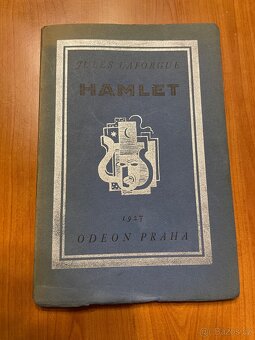 JULES LAFORGUE
HAMLET
1927
ODEON PRAHA